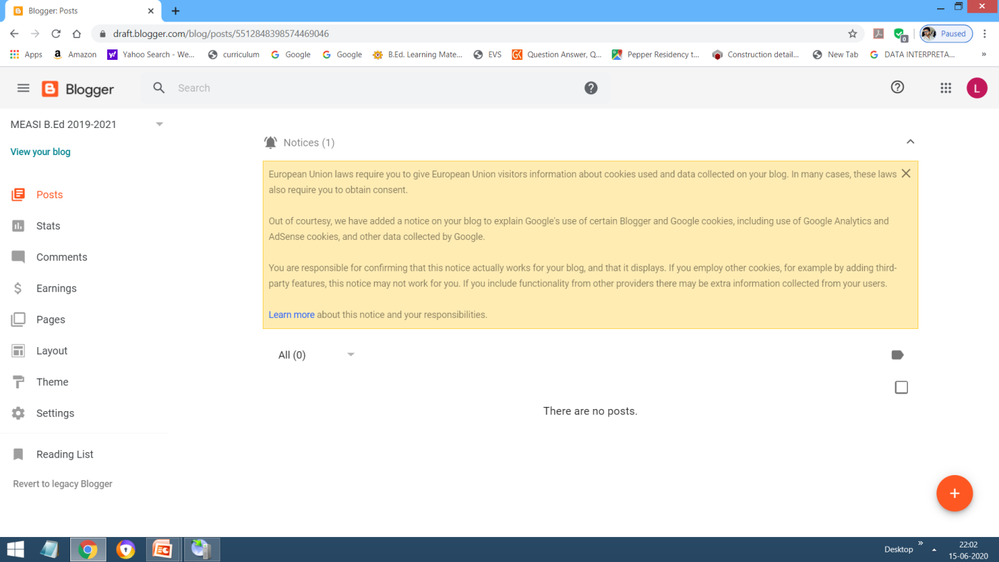 Blogger: Posts
draft.blogger.com/blog/posts/5512848398574469046
0
Paused
Apps
Amazon
Yahoo Search - We...
curriculum
Google
Google
B.Ed. Learning Mate...
EVS
Question Answer, Q...
Pepper Residency t...
Construction detail...
New Tab
DATA INTERPRETA...
»
Blogger
Search
L
MEASI B.Ed 2019-2021
View your blog
Notices (1)
European Union laws require you to give European Union visitors information about cookies used and data collected on your blog. In many cases, these laws
also require you to obtain consent.
Out of courtesy, we have added a notice on your blog to explain Google's use of certain Blogger and Google cookies, including use of Google Analytics and
AdSense cookies, and other data collected by Google.
You are responsible for confirming that this notice actually works for your blog, and that it displays. If you employ other cookies, for example by adding third-
party features, this notice may not work for you. If you include functionality from other providers there may be extra information collected from your users.
Learn more about this notice and your responsibilities.
Posts
Stats
Comments
Earnings
Pages
Layout
Theme
Settings
Reading List
Revert to legacy Blogger
All (0)
There are no posts.
Desktop
»
22:02
15-06-2020